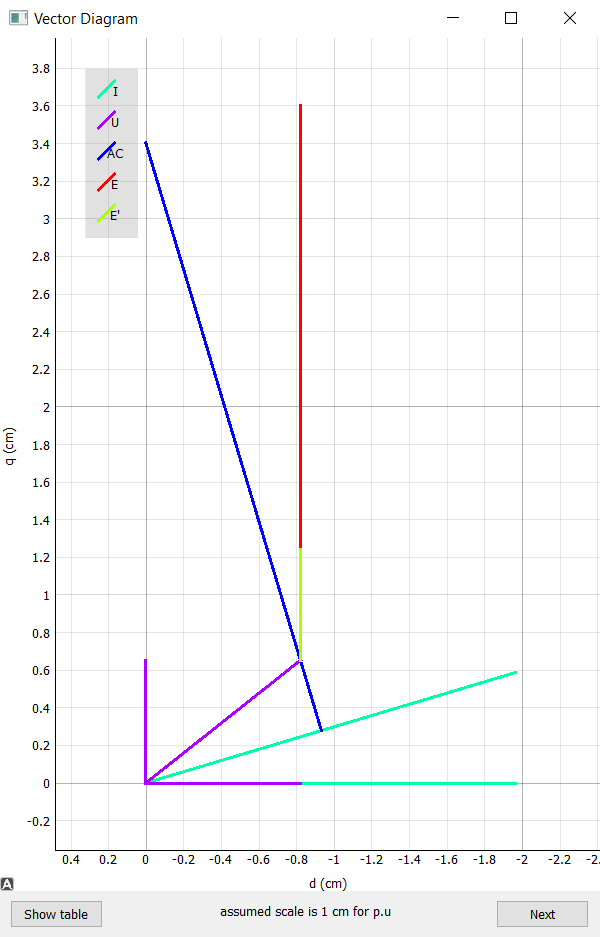 Vector Diagram
I
U
AC
E
E'
3.8
3.6
3.4
3.2
3
2.8
2.6
2.4
2.2
2
1.8
1.6
1.4
1.2
1
0.8
0.6
0.4
0.2
0
-0.2
q (cm)
0.4 0.2 0 -0.2 -0.4 -0.6 -0.8 -1 -1.2 -1.4 -1.6 -1.8 -2 -2.2 -2.
d (cm)
A
Show table
assumed scale is 1 cm for p.u
Next